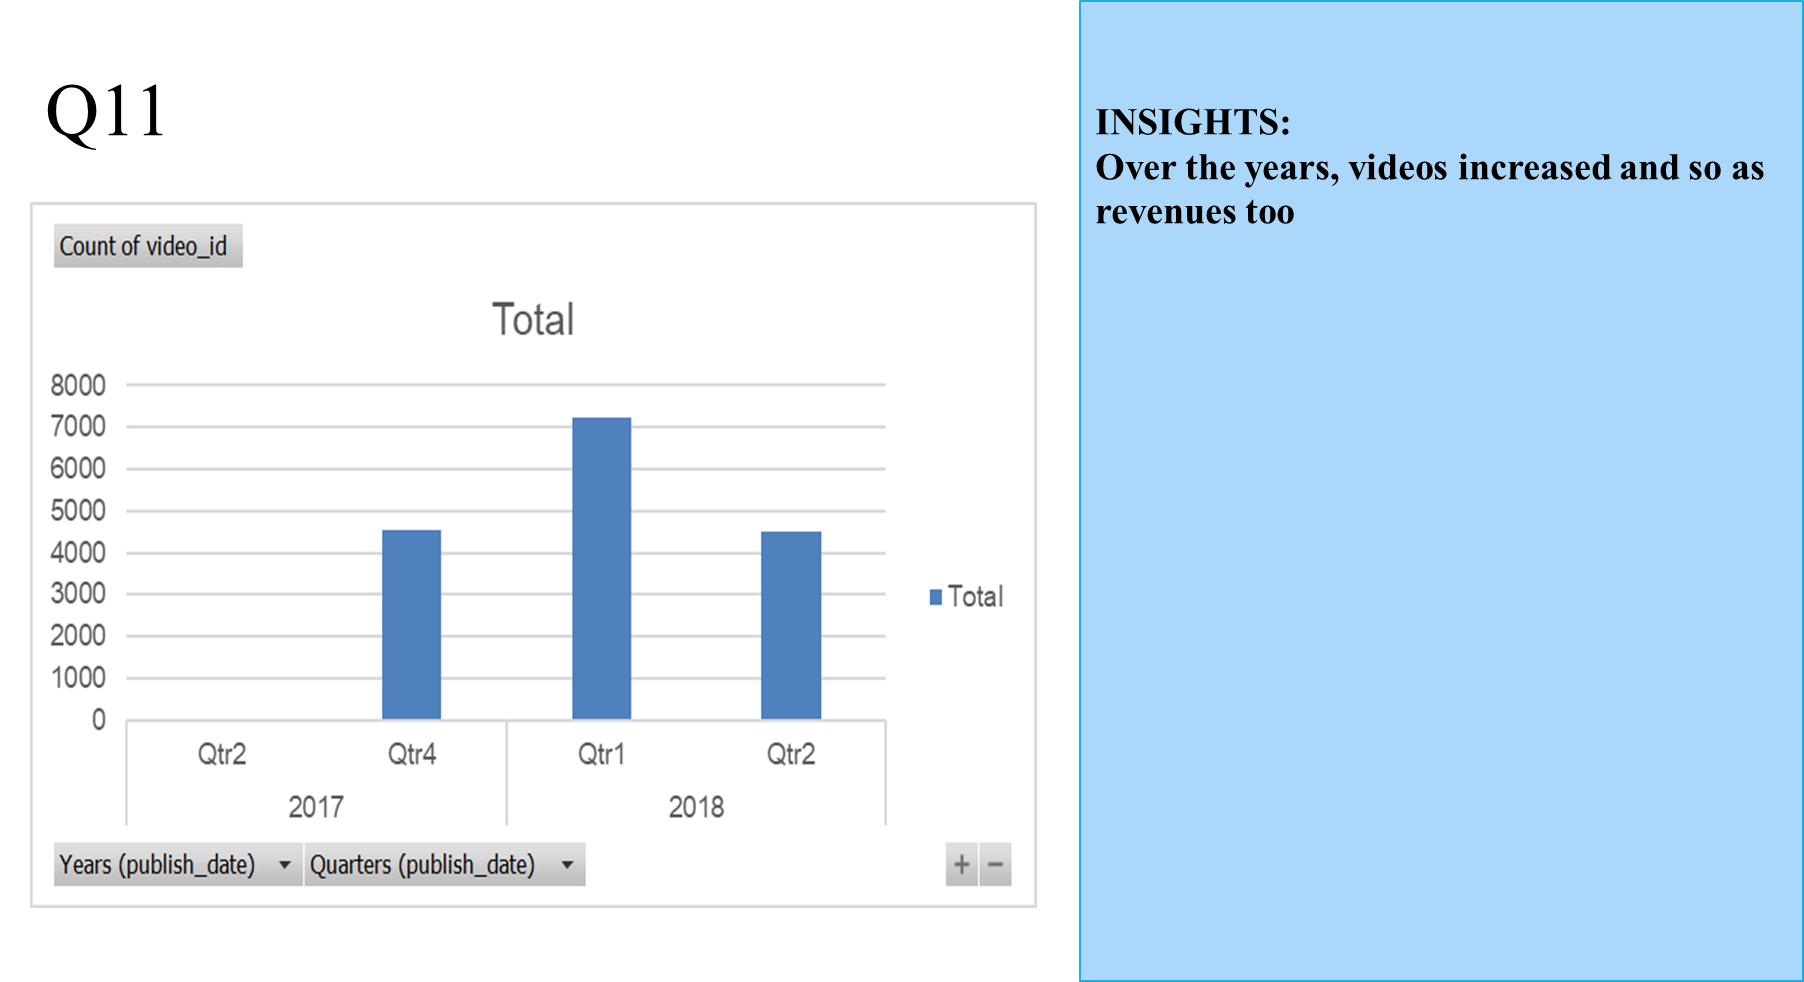 Q11
Count of video_id
Total
8000
7000
6000
5000
4000
3000
2000
1000
0
Qtr2 Qtr4 Qtr1 Qtr2
2017 2018
Total
Years (publish_date) Quarters (publish_date)
+ −
INSIGHTS:
Over the years, videos increased and so as
revenues too